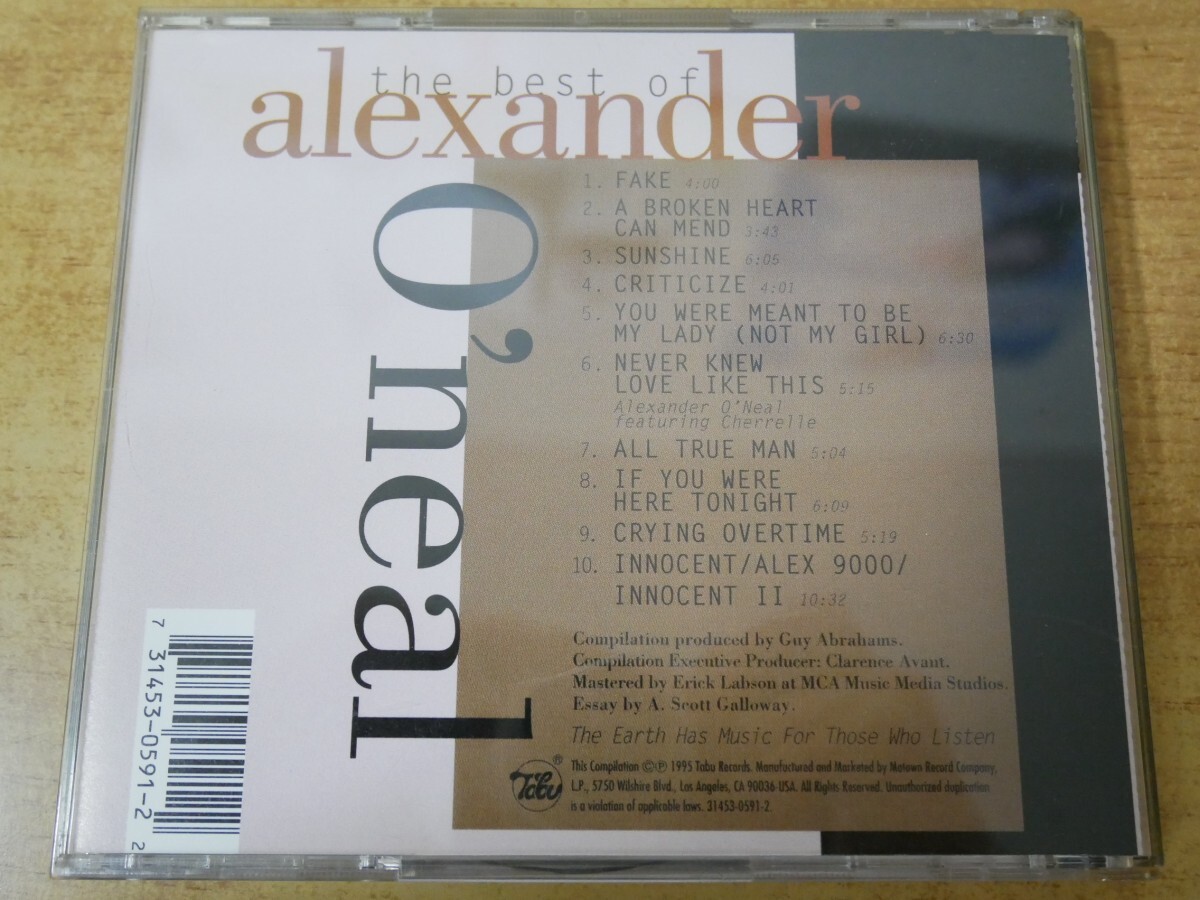 the best of
alexander
O'neal
1. FAKE 4:00
2. A BROKEN HEART
CAN MEND 3:43
3. SUNSHINE 6:05
4. CRITICIZE 4:01
5. YOU WERE MEANT TO BE
MY LADY (NOT MY GIRL) 6:30
6. NEVER KNEW
LOVE LIKE THIS 5:15
Alexander O'Neal
featuring Cherrelle
7. ALL TRUE MAN 5:04
8. IF YOU WERE
HERE TONIGHT 6:09
9. CRYING OVERTIME 5:19
10. INNOCENT/ALEX 9000/
INNOCENT II 10:32
Compilation produced by Guy Abrahams.
Compilation Executive Producer: Clarence Avant.
Mastered by Erick Labson at MCA Music Media Studios.
Essay by A. Scott Galloway.
The Earth Has Music For Those Who Listen
Tabu ®
This Compilation ©℗ 1995 Tabu Records. Manufactured and Marketed by Motown Record Company,
L.P., 5750 Wilshire Blvd., Los Angeles, CA 90036-USA. All Rights Reserved. Unauthorized duplication
is a violation of applicable laws. 31453-0591-2.
7 31453-0591-2 2